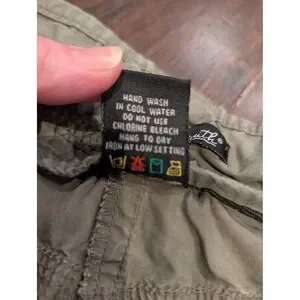 HAND WASH
IN COOL WATER
DO NOT USE
CHLORINE BLEACH
HANG TO DRY
IRON AT LOW SETTING